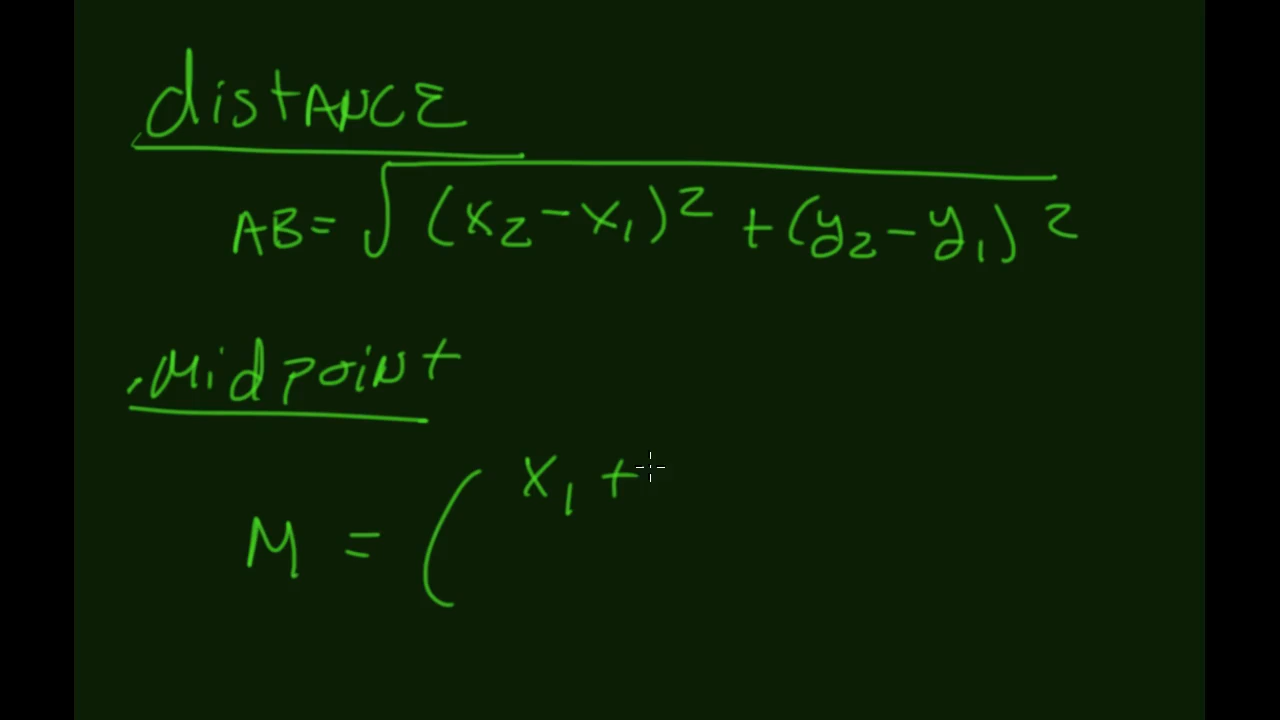 distANCE
AB = √(x₂ - x₁)² + (y₂ - y₁)²
Midpoint
M = ( x₁ +